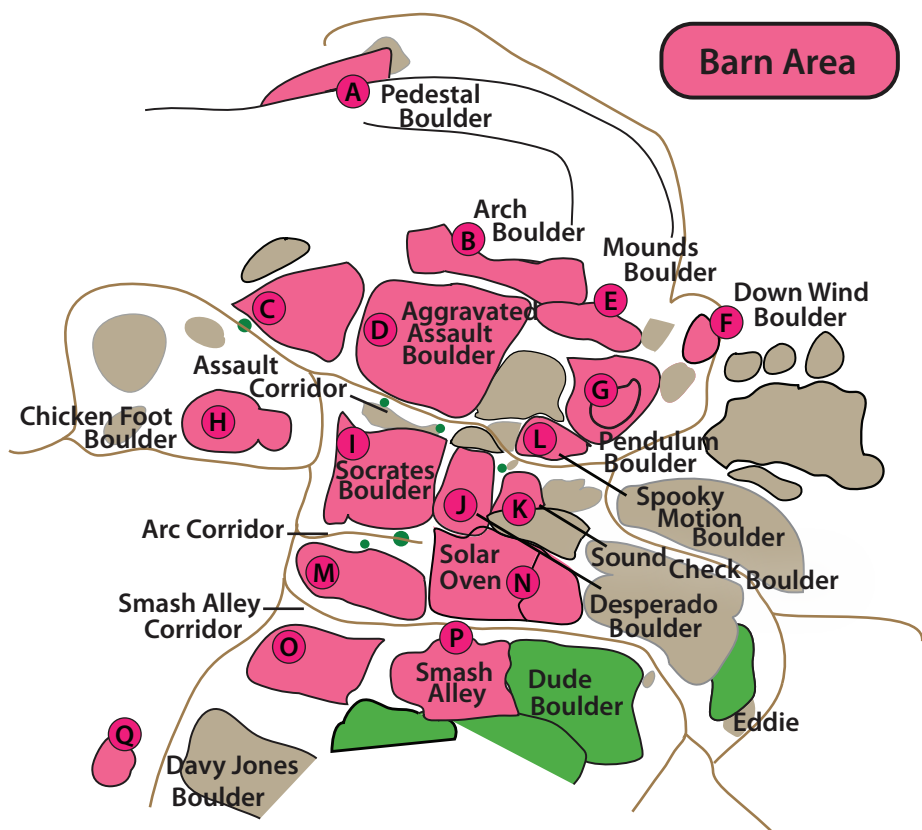 Barn Area
A
Pedestal
Boulder
Arch
B
Boulder
Mounds
Boulder
E
Down Wind
Boulder
F
C
D
Aggravated
Assault
Boulder
Assault
Corridor
G
Chicken Foot
Boulder
H
I
Socrates
Boulder
L
Pendulum
Boulder
J
K
Spooky
Motion
Boulder
Arc Corridor
Solar
Oven
N
Sound
Check
Boulder
M
Desperado
Boulder
Smash Alley
Corridor
O
P
Smash
Alley
Dude
Boulder
Eddie
Q
Davy Jones
Boulder